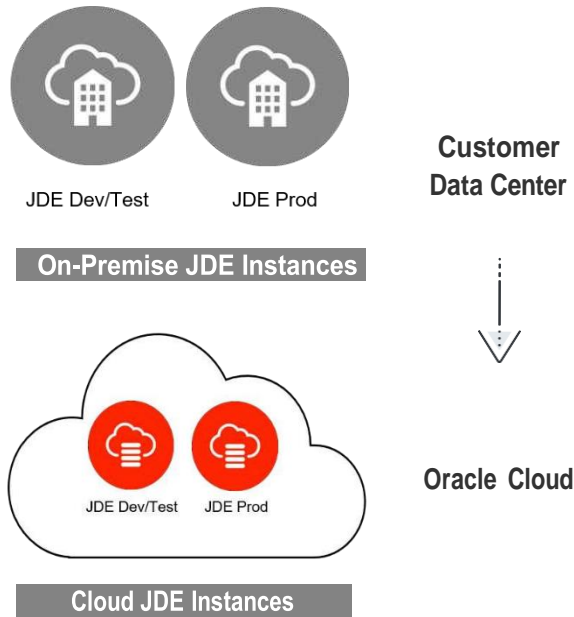 JDE Dev/Test
JDE Prod
Customer
Data Center
On-Premise JDE Instances
JDE Dev/Test
JDE Prod
Oracle Cloud
Cloud JDE Instances